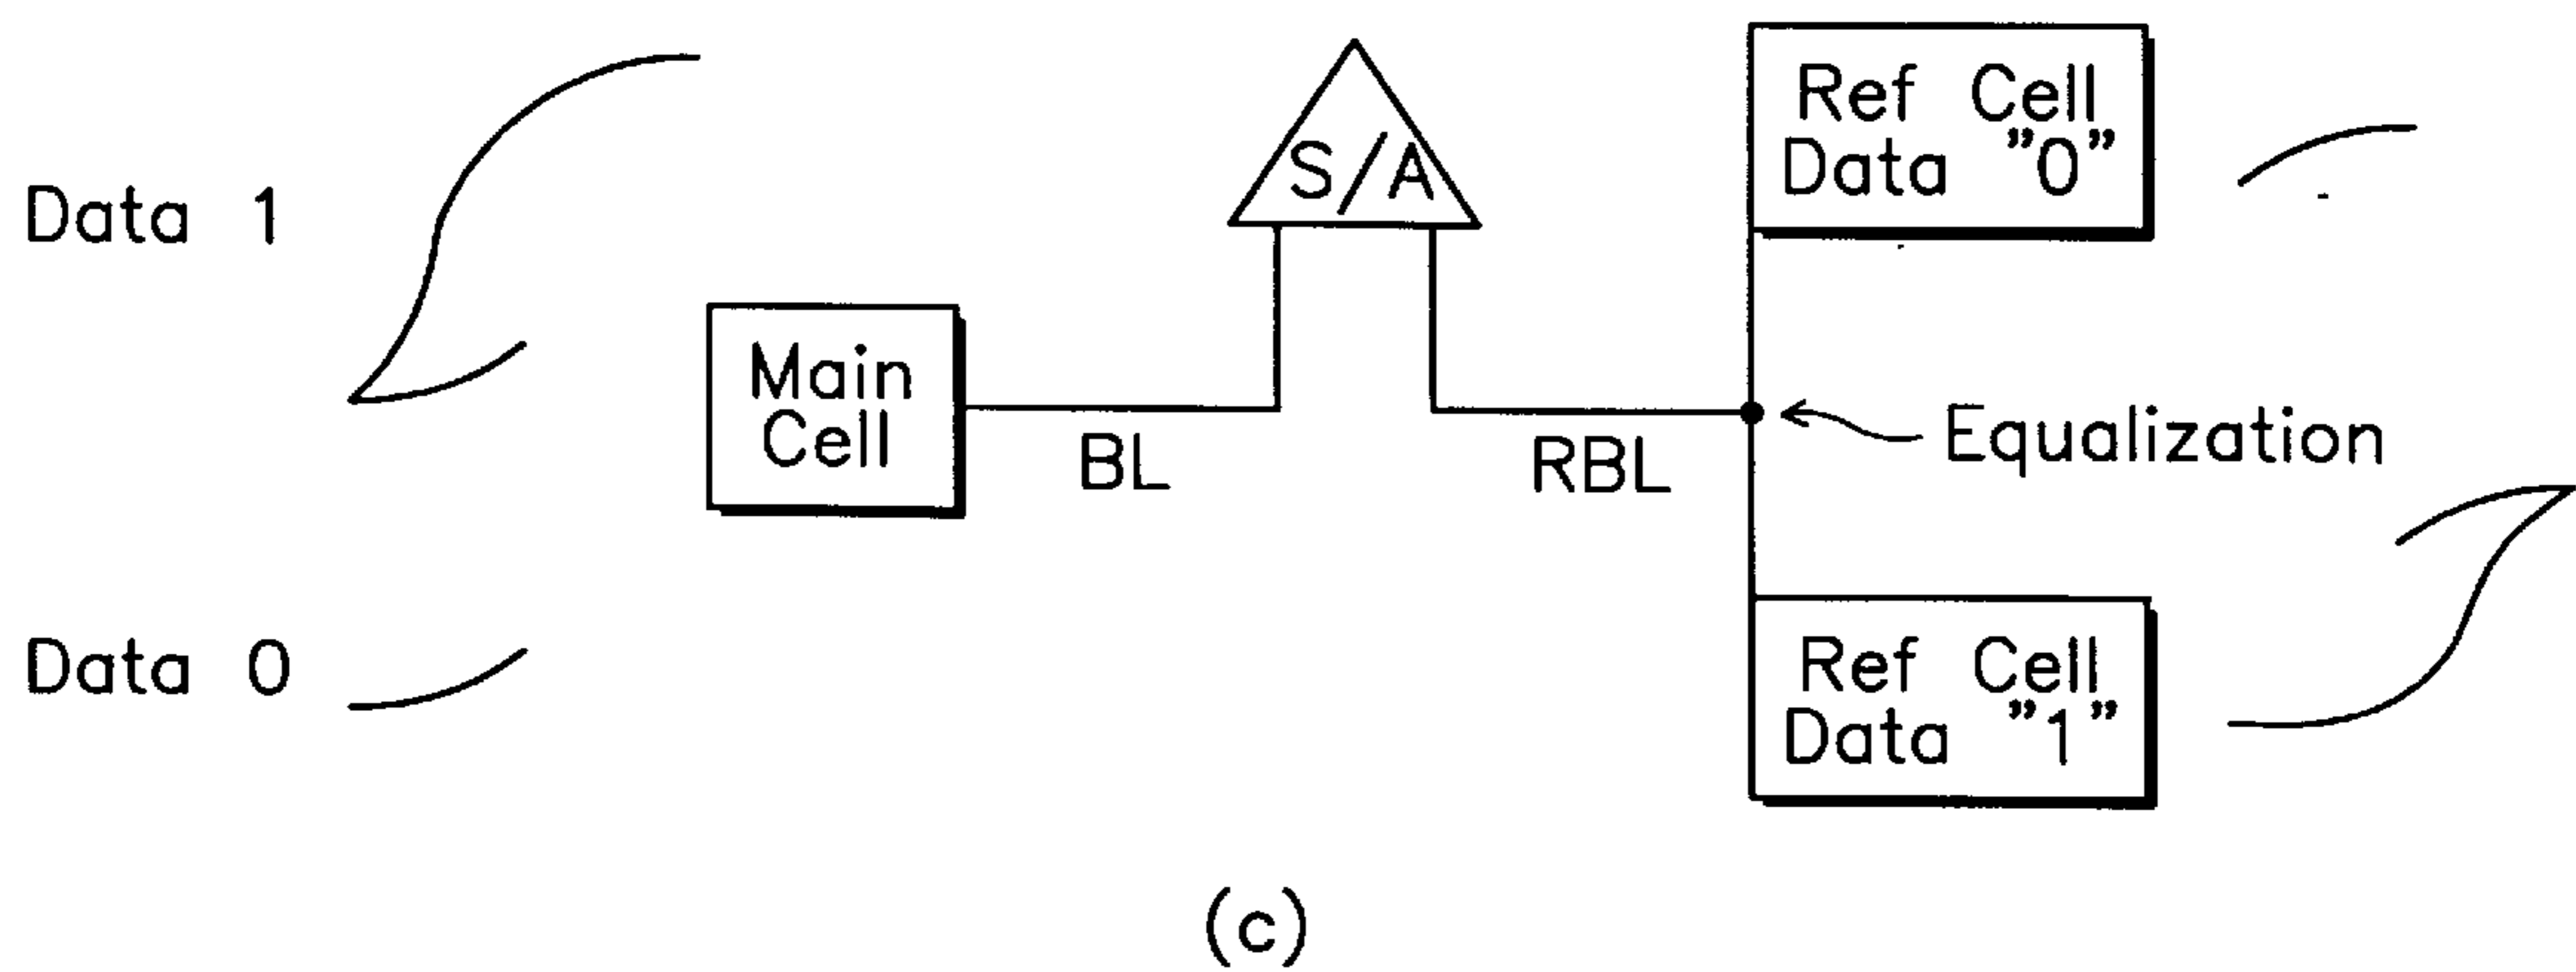 Data 1
S/A
Ref Cell
Data "0"
Main
Cell
BL
RBL
Equalization
Data 0
Ref Cell
Data "1"
(c)